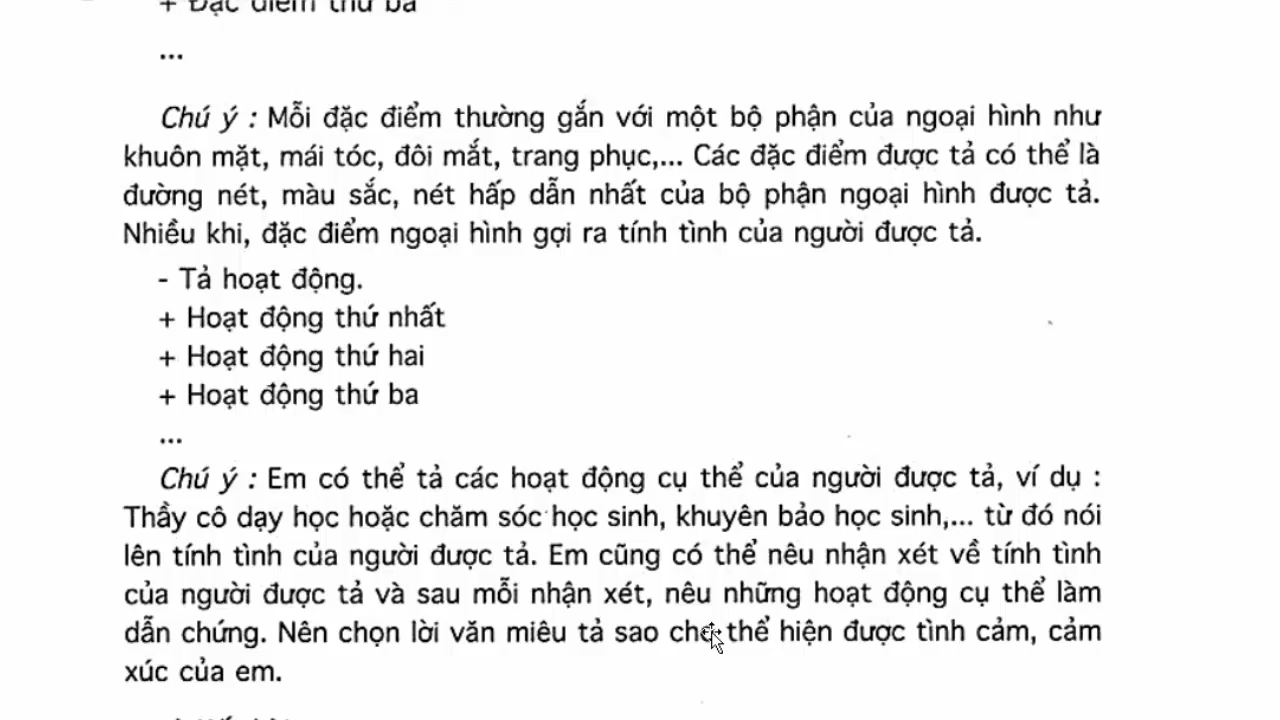 + Đặc điểm thứ ba
...
Chú ý : Mỗi đặc điểm thường gắn với một bộ phận của ngoại hình như
khuôn mặt, mái tóc, đôi mắt, trang phục,... Các đặc điểm được tả có thể là
đường nét, màu sắc, nét hấp dẫn nhất của bộ phận ngoại hình được tả.
Nhiều khi, đặc điểm ngoại hình gợi ra tính tình của người được tả.
- Tả hoạt động.
+ Hoạt động thứ nhất
+ Hoạt động thứ hai
+ Hoạt động thứ ba
...
Chú ý : Em có thể tả các hoạt động cụ thể của người được tả, ví dụ :
Thầy cô dạy học hoặc chăm sóc học sinh, khuyên bảo học sinh,... từ đó nói
lên tính tình của người được tả. Em cũng có thể nêu nhận xét về tính tình
của người được tả và sau mỗi nhận xét, nêu những hoạt động cụ thể làm
dẫn chứng. Nên chọn lời văn miêu tả sao cho thể hiện được tình cảm, cảm
xúc của em.